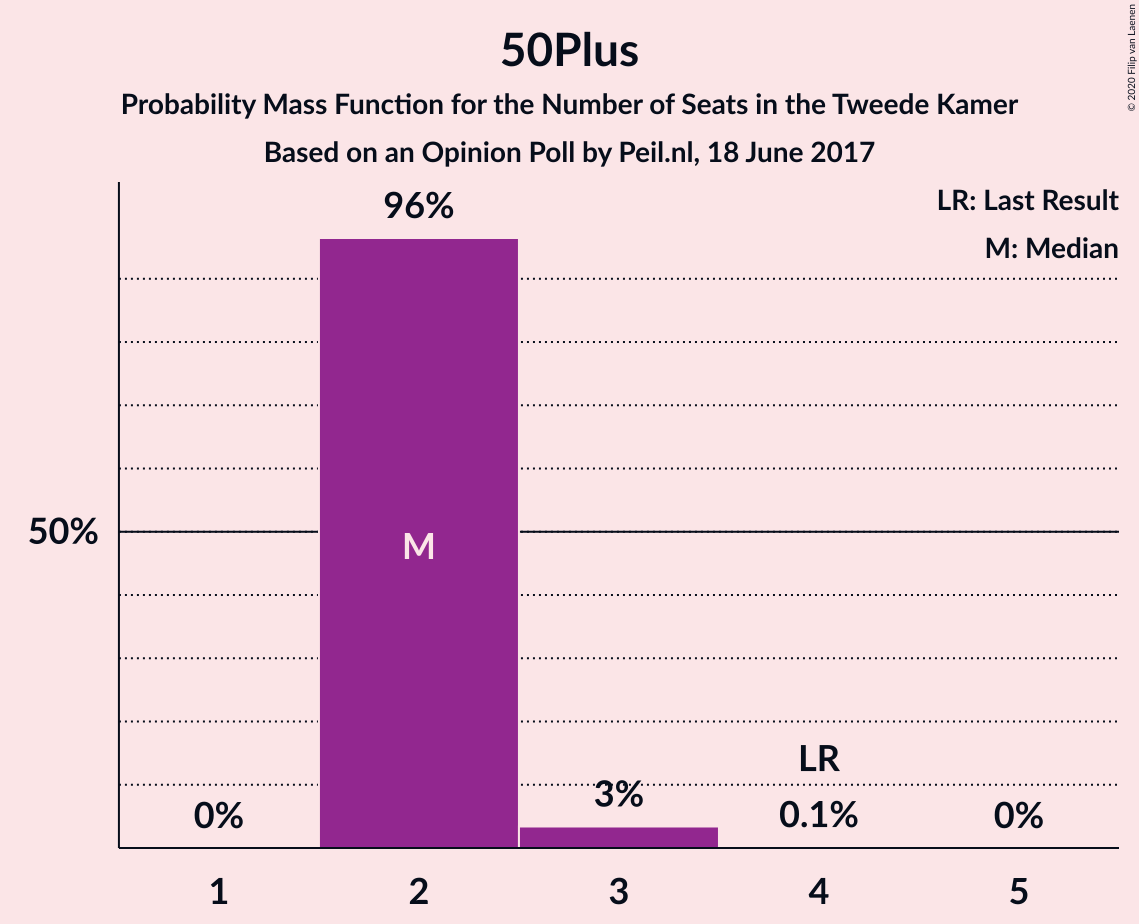 50Plus
Probability Mass Function for the Number of Seats in the Tweede Kamer
Based on an Opinion Poll by Peil.nl, 18 June 2017
© 2020 Filip van Laenen
LR: Last Result
M: Median
96%
50%
M
LR
0%
3%
0.1%
0%
1 2 3 4 5